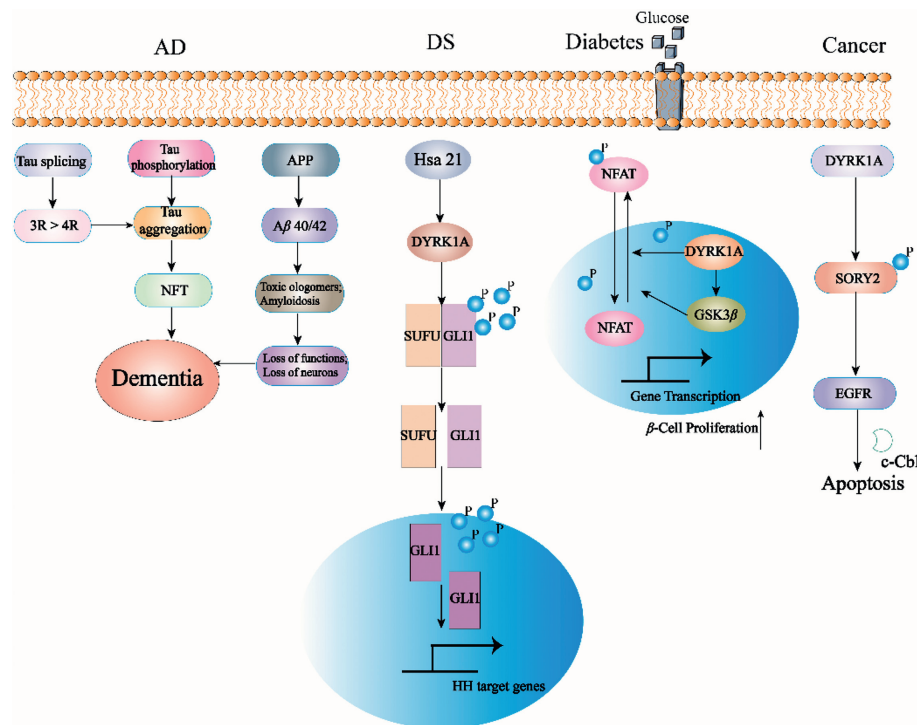 AD
DS
Diabetes
Glucose
Cancer
Tau splicing
3R > 4R
Tau
phosphorylation
Tau
aggregation
NFT
Dementia
APP
Aβ 40/42
Toxic ologomers;
Amyloidosis
Loss of functions;
Loss of neurons
Hsa 21
DYRK1A
SUFU
GLI1
P
P
P
P
SUFU
GLI1
P
P
P
P
GLI1
GLI1
HH target genes
P
NFAT
P
P
NFAT
DYRK1A
GSK3β
Gene Transcription
β-Cell Proliferation
DYRK1A
P
SORY2
EGFR
c-Cbl
Apoptosis